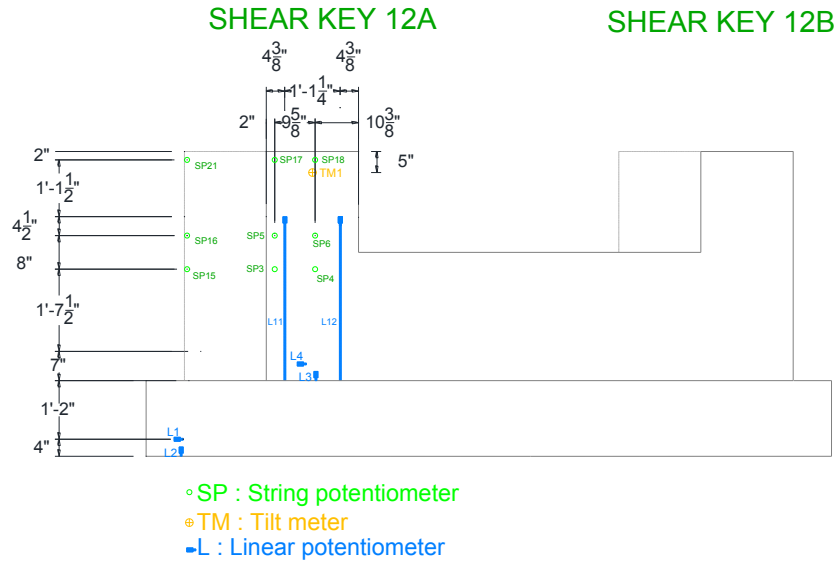 SHEAR KEY 12A
SHEAR KEY 12B
4 3/8"
4 3/8"
1'-1 1/4"
2"
9 5/8"
10 3/8"
2"
5"
SP21
SP17
SP18
TM1
1'-1 1/2"
4 1/2"
SP16
SP5
SP6
8"
SP15
SP3
SP4
1'-7 1/2"
L11
L12
7"
L4
L3
1'-2"
L1
4"
L2
SP : String potentiometer
TM : Tilt meter
L : Linear potentiometer